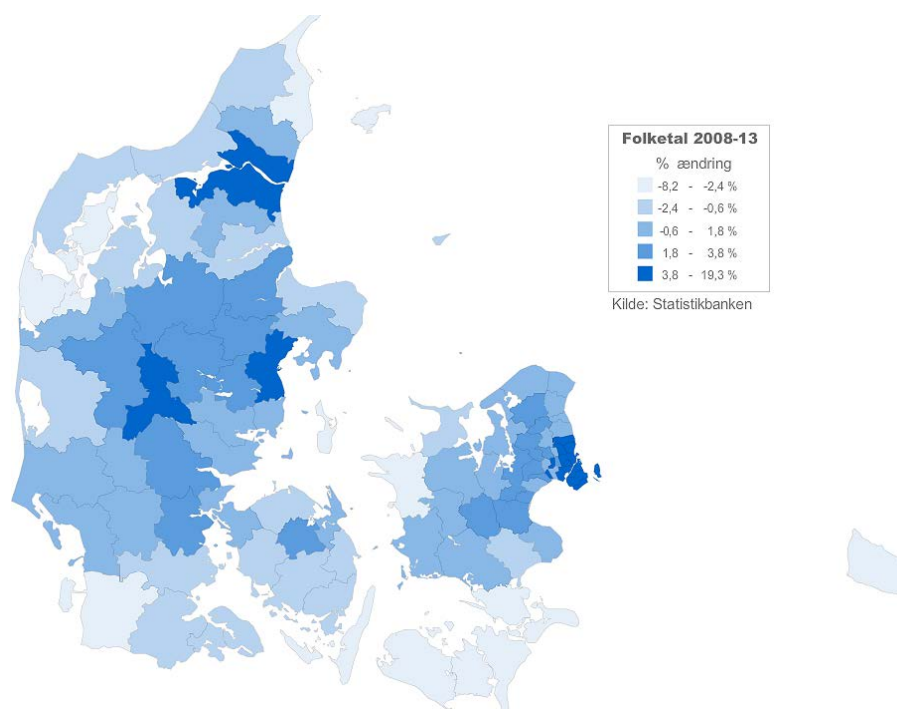 Folketal 2008-13
% ændring
-8,2 - -2,4 %
-2,4 - -0,6 %
-0,6 - 1,8 %
1,8 - 3,8 %
3,8 - 19,3 %
Kilde: Statistikbanken